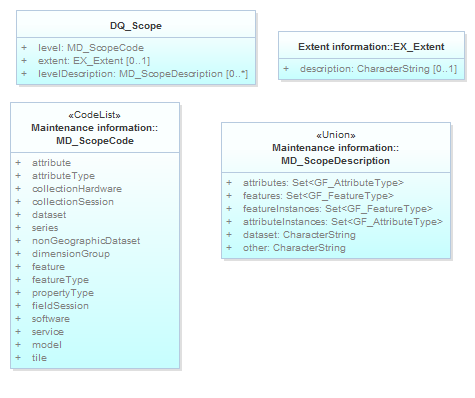 DQ_Scope
+ level: MD_ScopeCode
+ extent: EX_Extent [0..1]
+ levelDescription: MD_ScopeDescription [0..*]
Extent information::EX_Extent
+ description: CharacterString [0..1]
«CodeList»
Maintenance information::
MD_ScopeCode
+ attribute
+ attributeType
+ collectionHardware
+ collectionSession
+ dataset
+ series
+ nonGeographicDataset
+ dimensionGroup
+ feature
+ featureType
+ propertyType
+ fieldSession
+ software
+ service
+ model
+ tile
«Union»
Maintenance information::
MD_ScopeDescription
+ attributes: Set<GF_AttributeType>
+ features: Set<GF_FeatureType>
+ featureInstances: Set<GF_FeatureType>
+ attributeInstances: Set<GF_AttributeType>
+ dataset: CharacterString
+ other: CharacterString